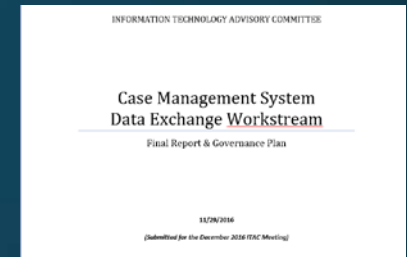 INFORMATION TECHNOLOGY ADVISORY COMMITTEE
Case Management System
Data Exchange Workstream
Final Report & Governance Plan
11/29/2016
(Submitted for the December 2016 ITAC Meeting)